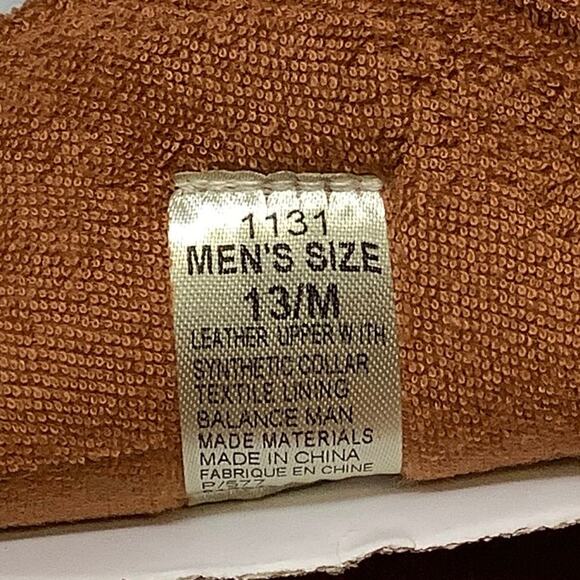 1131
MEN'S SIZE
13/M
LEATHER UPPER WITH
SYNTHETIC COLLAR
TEXTILE LINING
BALANCE MAN
MADE MATERIALS
MADE IN CHINA
FABRIQUE EN CHINE
P/577